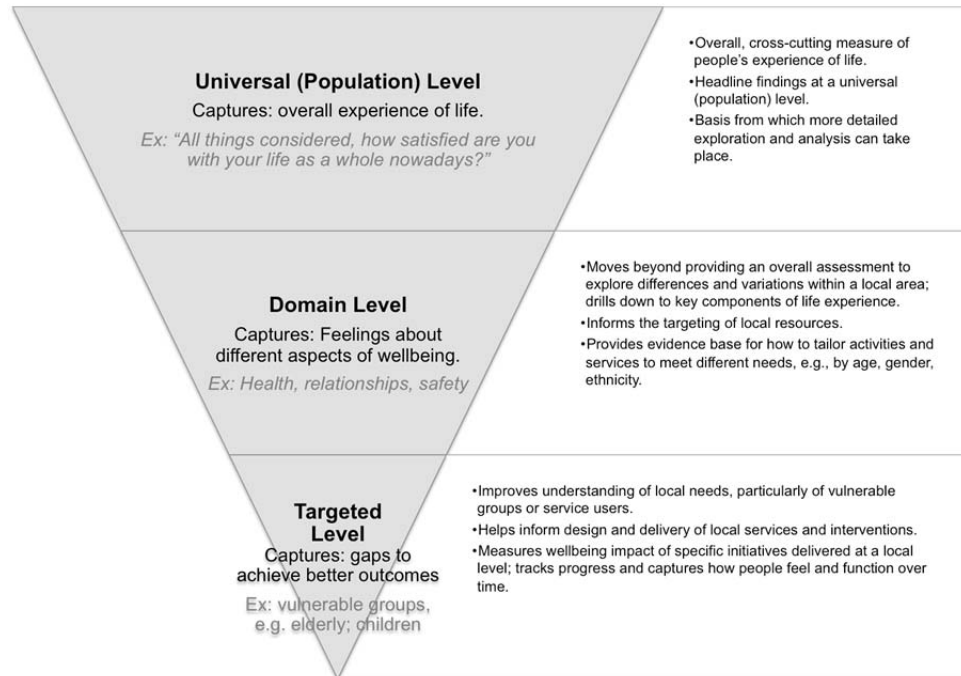 Universal (Population) Level
Captures: overall experience of life.
Ex: “All things considered, how satisfied are you
with your life as a whole nowadays?”
•Overall, cross-cutting measure of
people’s experience of life.
•Headline findings at a universal
(population) level.
•Basis from which more detailed
exploration and analysis can take
place.
Domain Level
Captures: Feelings about
different aspects of wellbeing.
Ex: Health, relationships, safety
•Moves beyond providing an overall assessment to
explore differences and variations within a local area;
drills down to key components of life experience.
•Informs the targeting of local resources.
•Provides evidence base for how to tailor activities and
services to meet different needs, e.g., by age, gender,
ethnicity.
Targeted
Level
Captures: gaps to
achieve better outcomes
Ex: vulnerable groups,
e.g. elderly; children
•Improves understanding of local needs, particularly of vulnerable
groups or service users.
•Helps inform design and delivery of local services and interventions.
•Measures wellbeing impact of specific initiatives delivered at a local
level; tracks progress and captures how people feel and function over
time.